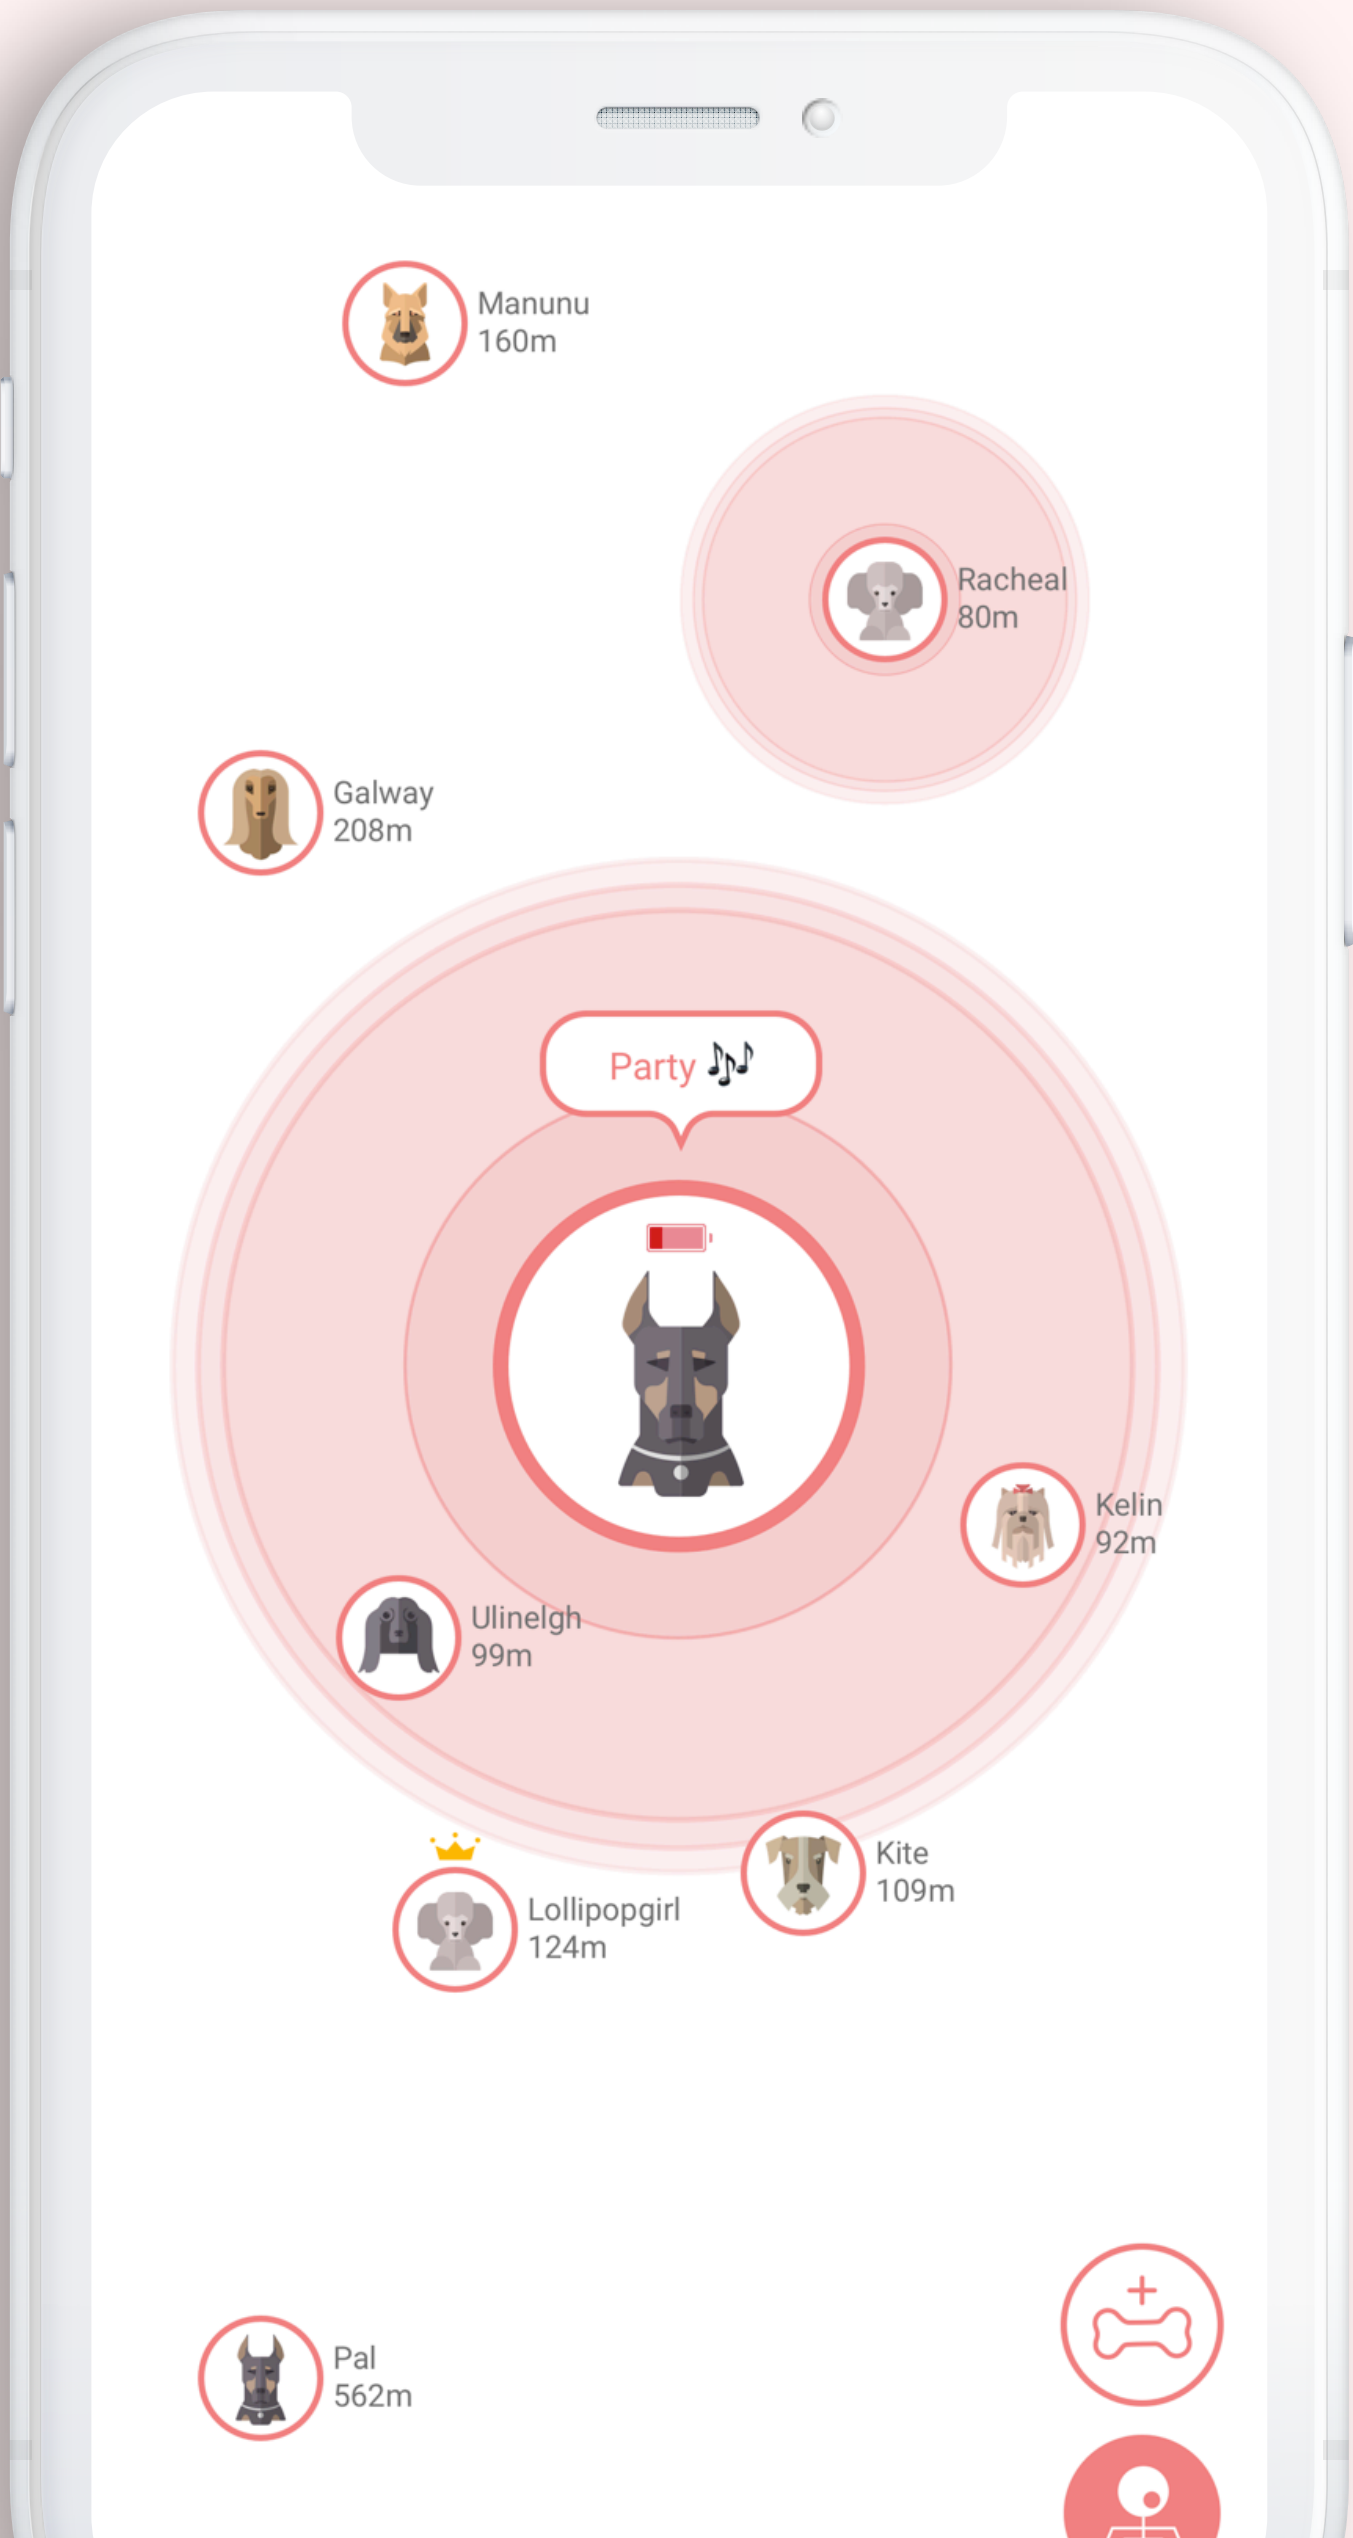 Manunu
160m
Racheal
80m
Galway
208m
Party 🎶
Kelin
92m
Ulinelgh
99m
Kite
109m
Lollipopgirl
124m
Pal
562m